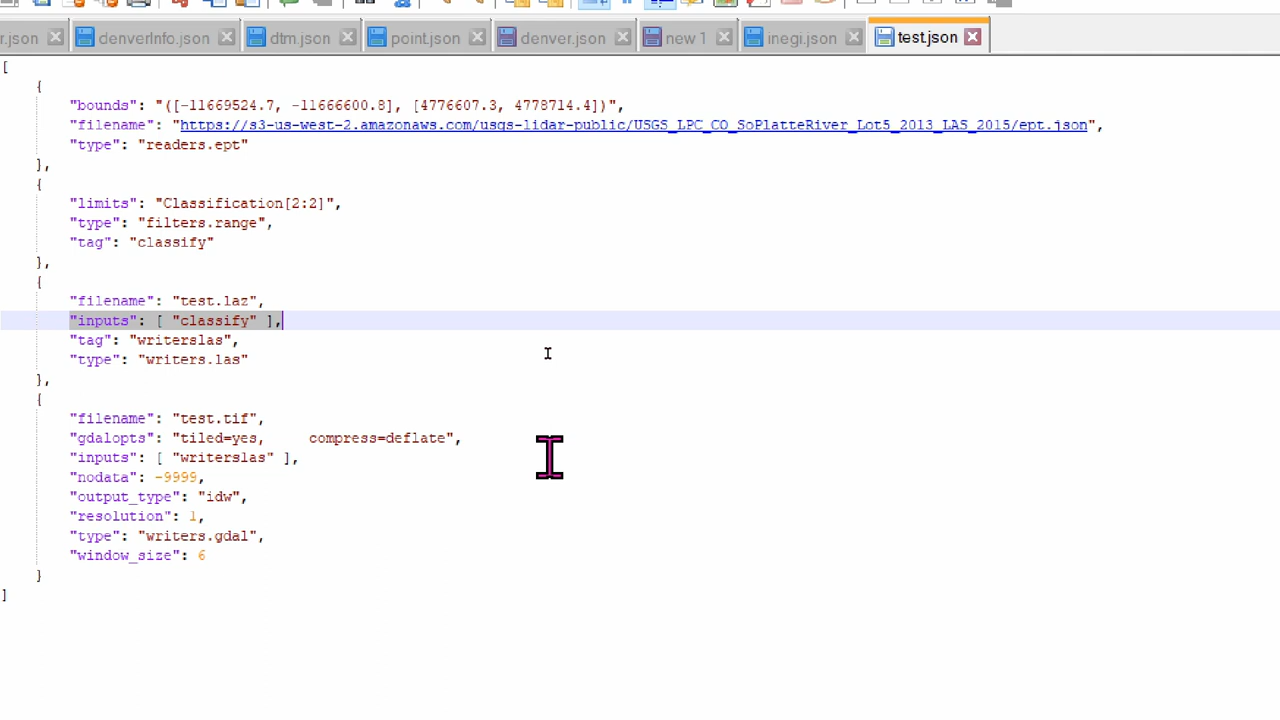 r.json denverInfo.json dtm.json point.json denver.json new 1 inegi.json test.json
[
{
"bounds": "([-11669524.7, -11666600.8], [4776607.3, 4778714.4])",
"filename": "https://s3-us-west-2.amazonaws.com/usgs-lidar-public/USGS_LPC_CO_SoPlatteRiver_Lot5_2013_LAS_2015/ept.json",
"type": "readers.ept"
},
{
"limits": "Classification[2:2]",
"type": "filters.range",
"tag": "classify"
},
{
"filename": "test.laz",
"inputs": [ "classify" ],
"tag": "writerslas",
"type": "writers.las"
},
{
"filename": "test.tif",
"gdalopts": "tiled=yes,     compress=deflate",
"inputs": [ "writerslas" ],
"nodata": -9999,
"output_type": "idw",
"resolution": 1,
"type": "writers.gdal",
"window_size": 6
}
]